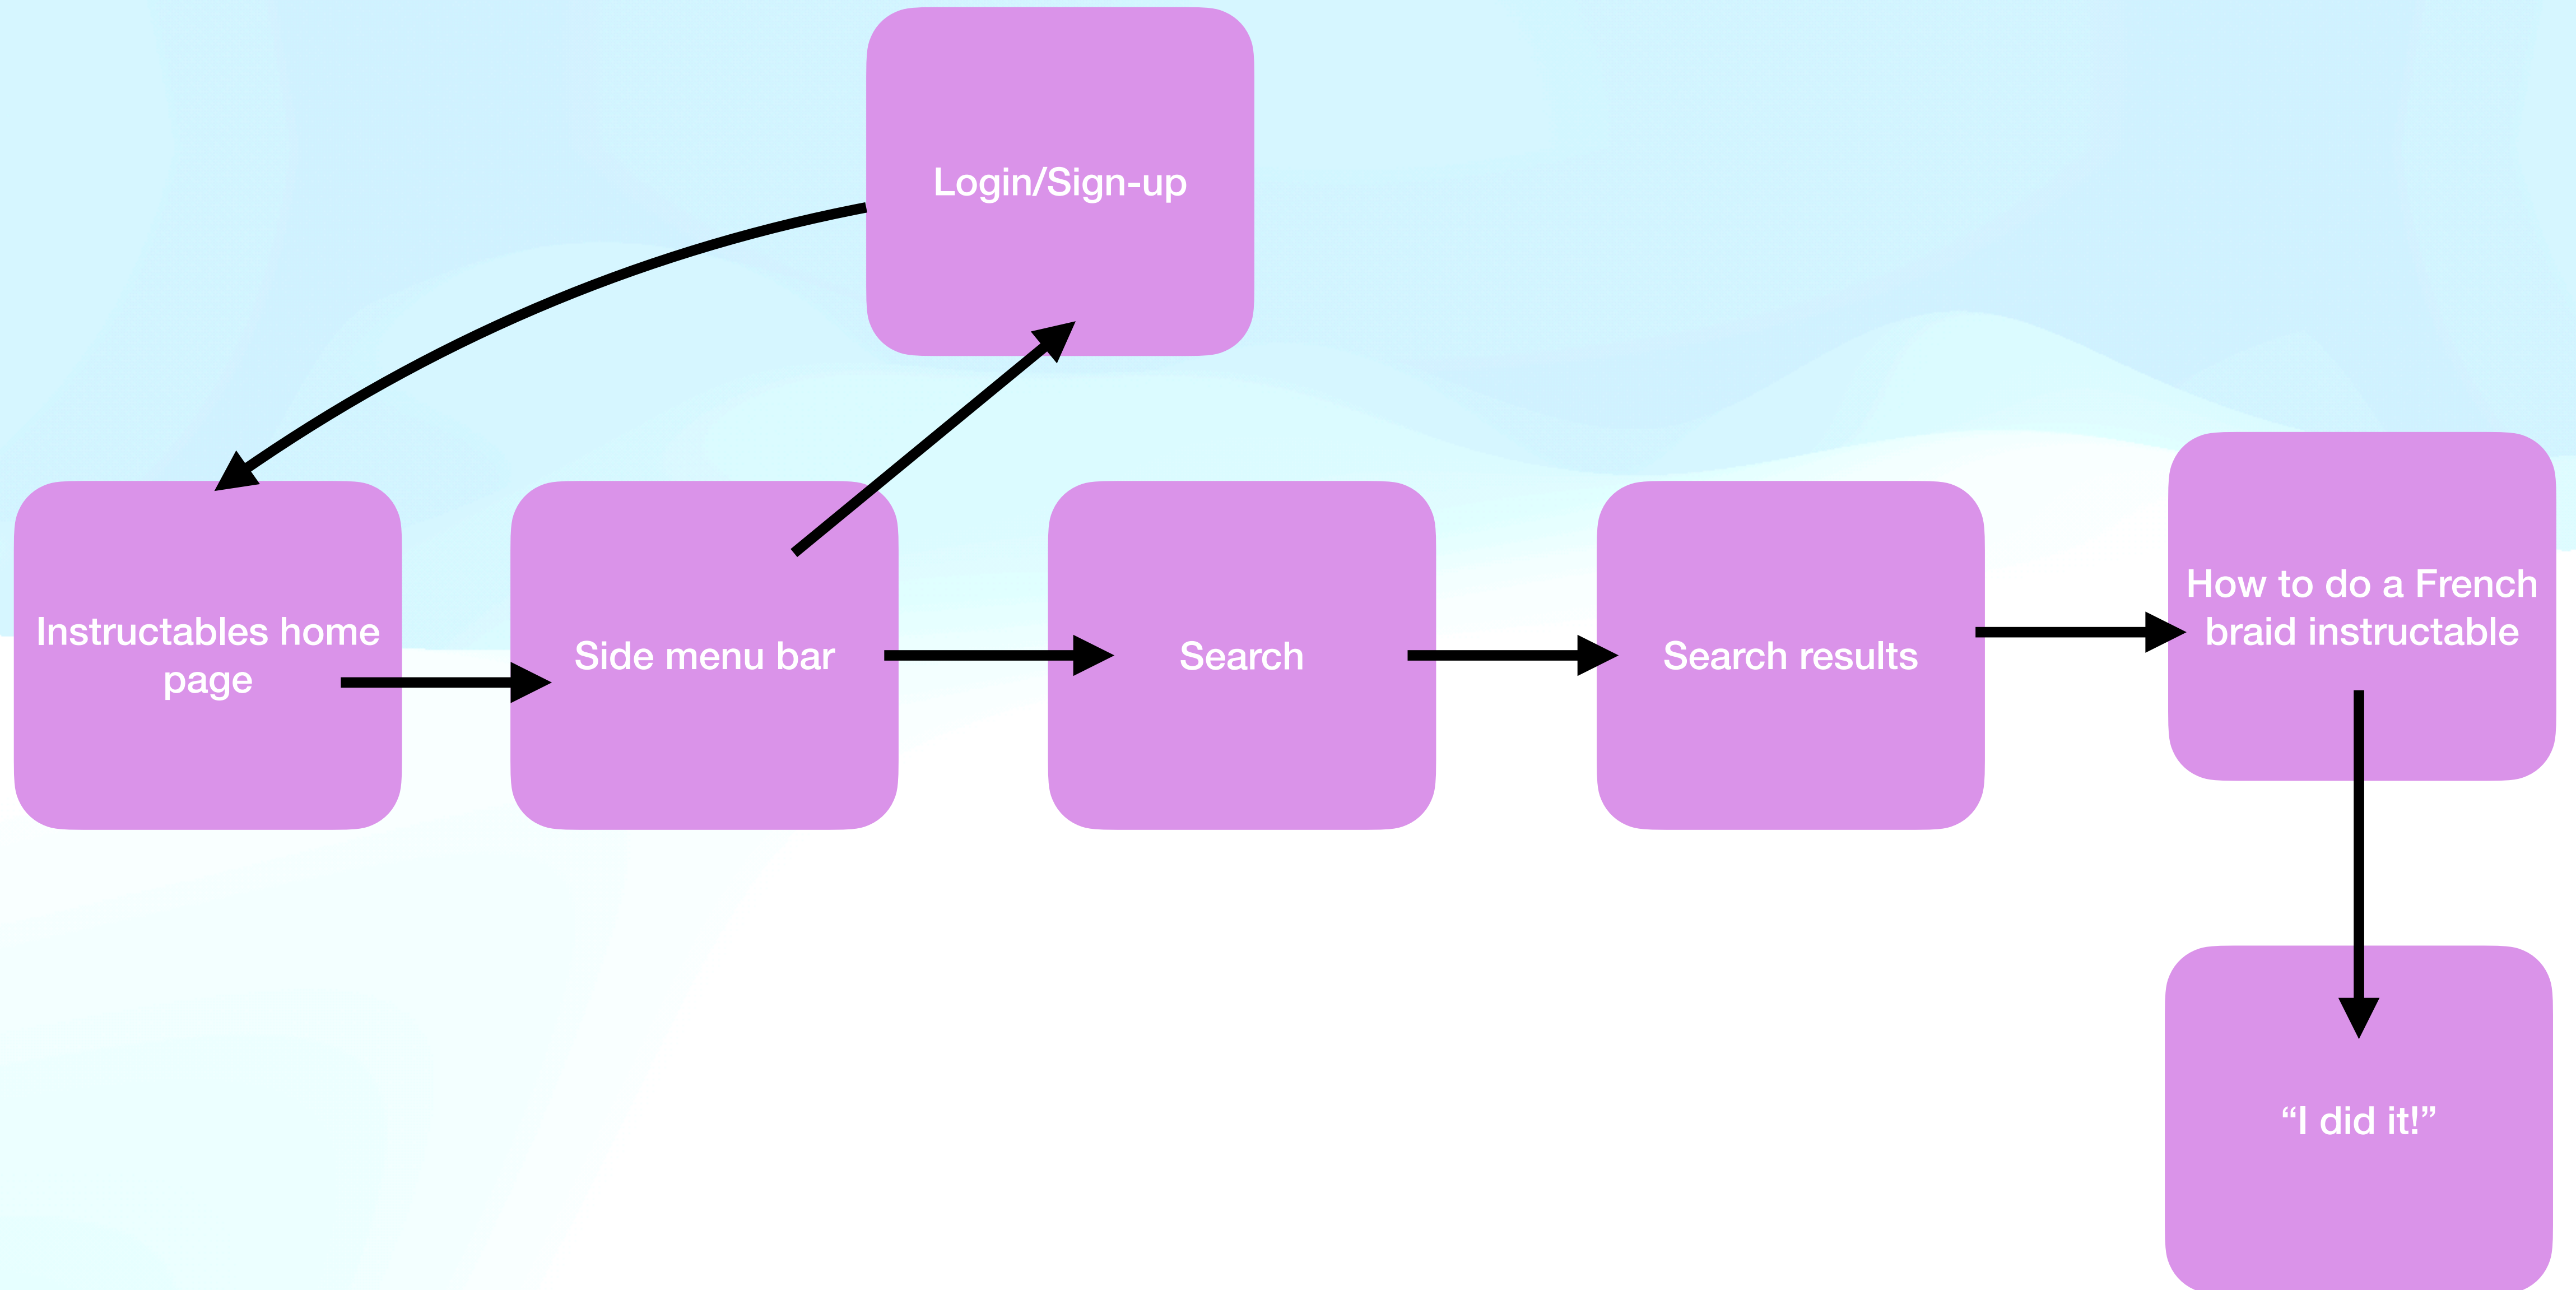 Login/Sign-up
Instructables home
page
Side menu bar
Search
Search results
How to do a French
braid instructable
“I did it!”